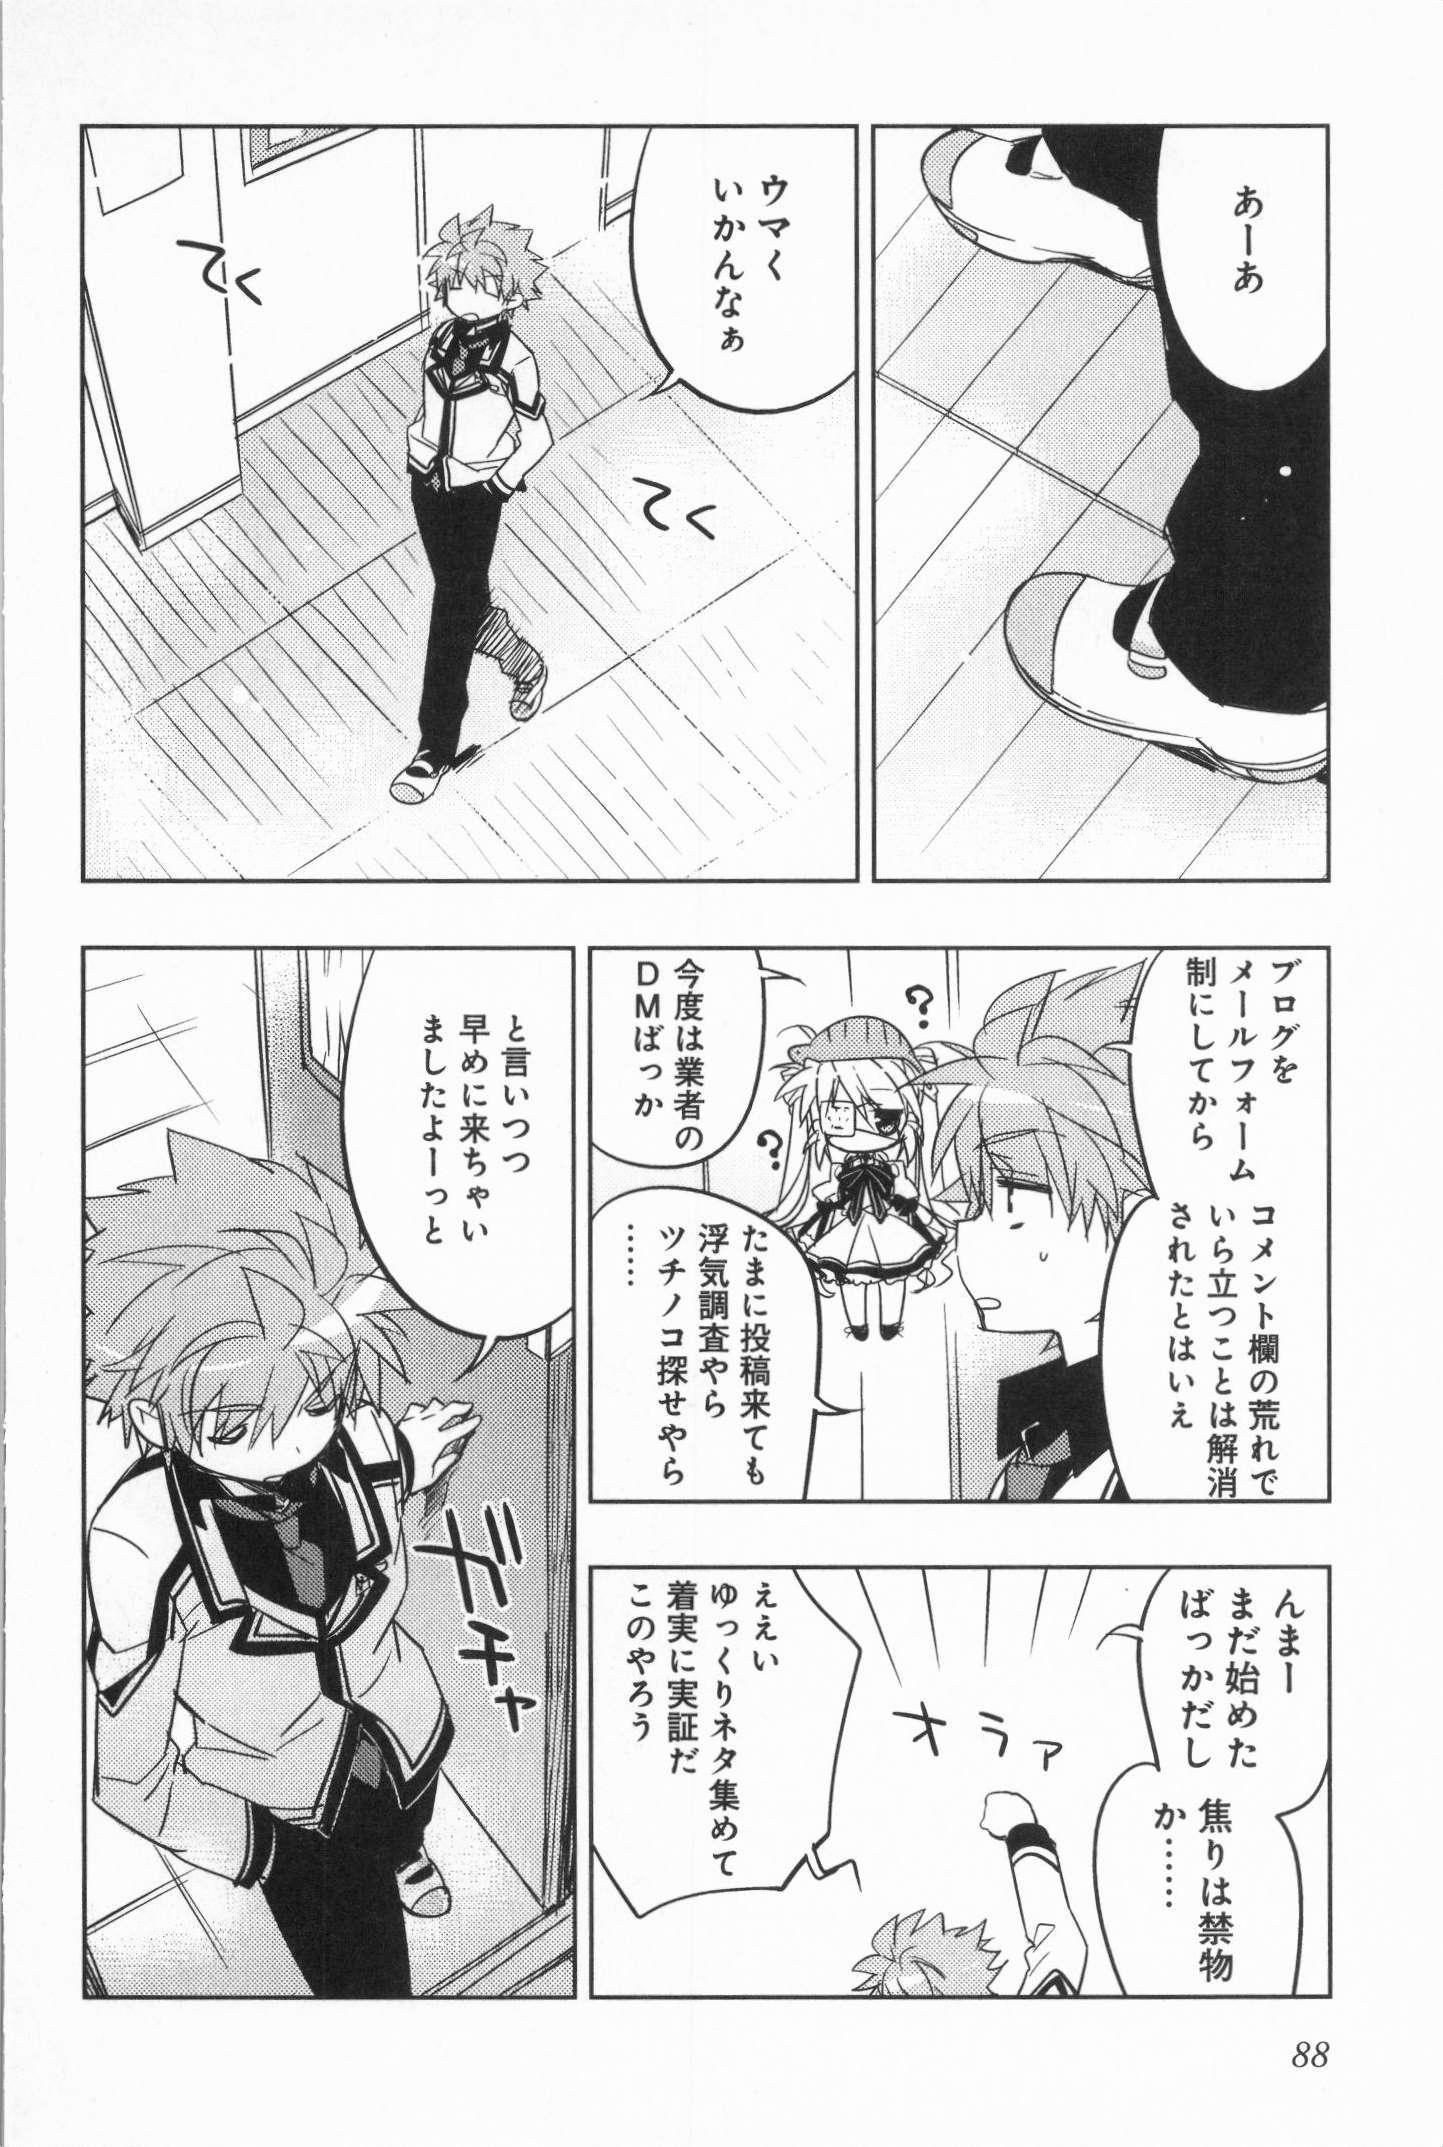 あーあ
ウマく
いかんなぁ
てく
てく
ブログを
メールフォーム
制にしてから
コメント欄の荒れで
いら立つことは解消
されたとはいえ
?
?
今度は業者の
DMばっか
たまに投稿来ても
浮気調査やら
ツチノコ探せやら
……
んまー
まだ始めた
ばっかだし
焦りは禁物
か……
オラァ
ええい
ゆっくりネタ集めて
着実に実証だ
このやろう
と言いつつ
早めに来ちゃい
ましたよーっと
ガチャ
88